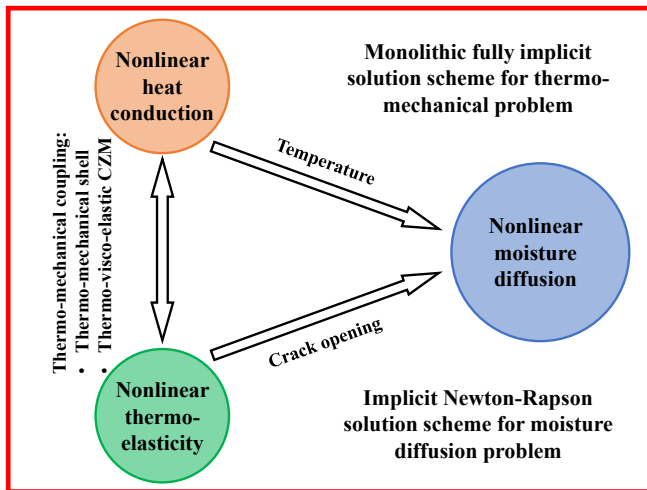 Nonlinear
heat
conduction
Monolithic fully implicit
solution scheme for thermo-
mechanical problem
Thermo-mechanical coupling:
• Thermo-mechanical shell
• Thermo-visco-elastic CZM
Temperature
Nonlinear
moisture
diffusion
Crack opening
Nonlinear
thermo-
elasticity
Implicit Newton-Rapson
solution scheme for moisture
diffusion problem